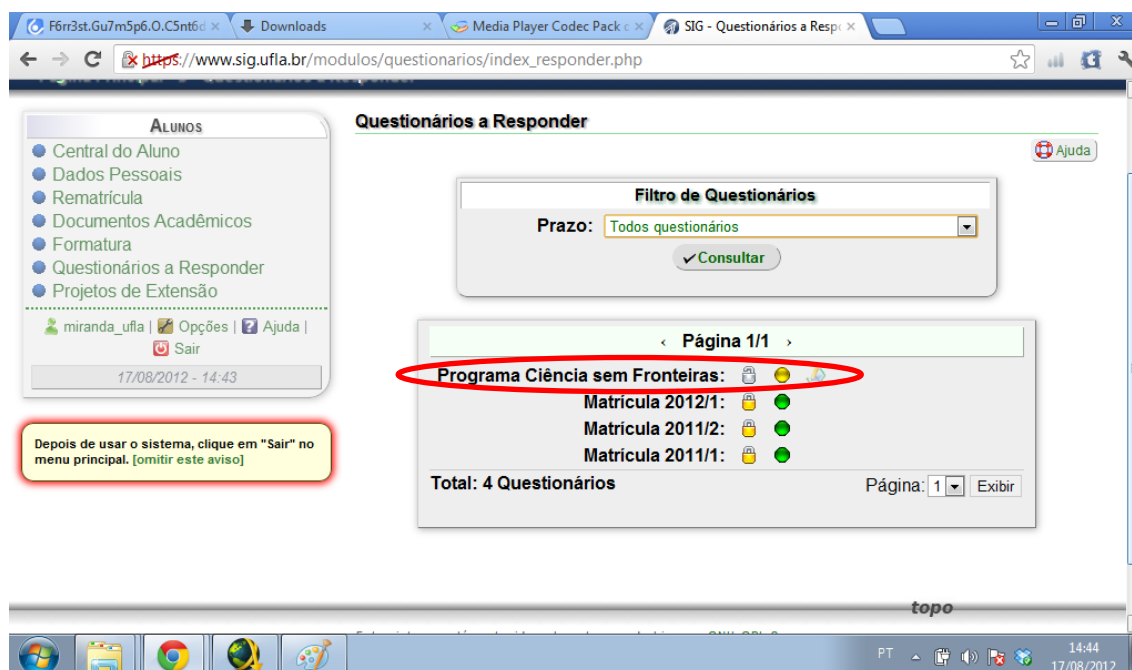 F6rr3st.Gu7m5p6.O.C5nt6d
Downloads
Media Player Codec Pack
SIG - Questionários a Resp
https://www.sig.ufla.br/modulos/questionarios/index_responder.php
Alunos
Central do Aluno
Dados Pessoais
Rematrícula
Documentos Acadêmicos
Formatura
Questionários a Responder
Projetos de Extensão
miranda_ufla | Opções | Ajuda |
Sair
17/08/2012 - 14:43
Depois de usar o sistema, clique em "Sair" no
menu principal. [omitir este aviso]
Questionários a Responder
Ajuda
Filtro de Questionários
Prazo: Todos questionários
Consultar
‹ Página 1/1 ›
Programa Ciência sem Fronteiras:
Matrícula 2012/1:
Matrícula 2011/2:
Matrícula 2011/1:
Total: 4 Questionários
Página: 1 Exibir
topo
PT
14:44
17/08/2012